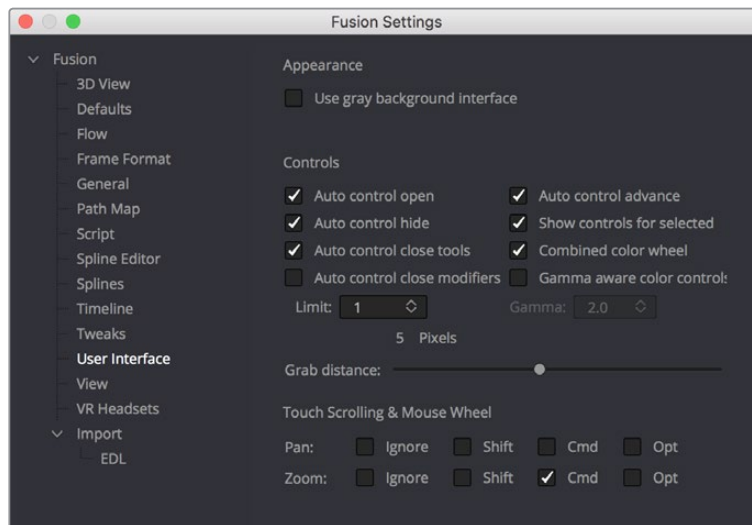 Fusion Settings
Fusion
3D View
Defaults
Flow
Frame Format
General
Path Map
Script
Spline Editor
Splines
Timeline
Tweaks
User Interface
View
VR Headsets
Import
EDL
Appearance
Use gray background interface
Controls
Auto control open Auto control advance
Auto control hide Show controls for selected
Auto control close tools Combined color wheel
Auto control close modifiers Gamma aware color controls
Limit: 1 Gamma: 2.0
5 Pixels
Grab distance:
Touch Scrolling & Mouse Wheel
Pan: Ignore Shift Cmd Opt
Zoom: Ignore Shift Cmd Opt